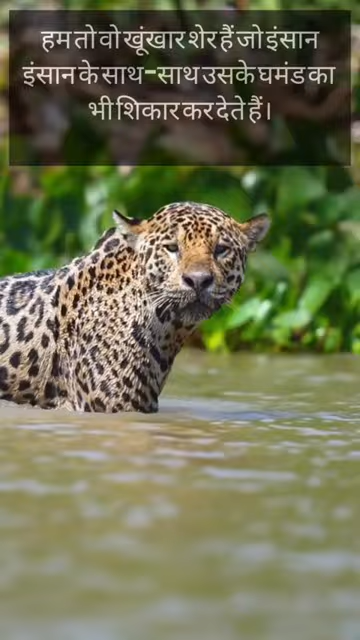 हम तो वो खूंखार शेर हैं जो इंसान
इंसान के साथ-साथ उसके घमंड का
भी शिकार कर देते हैं।